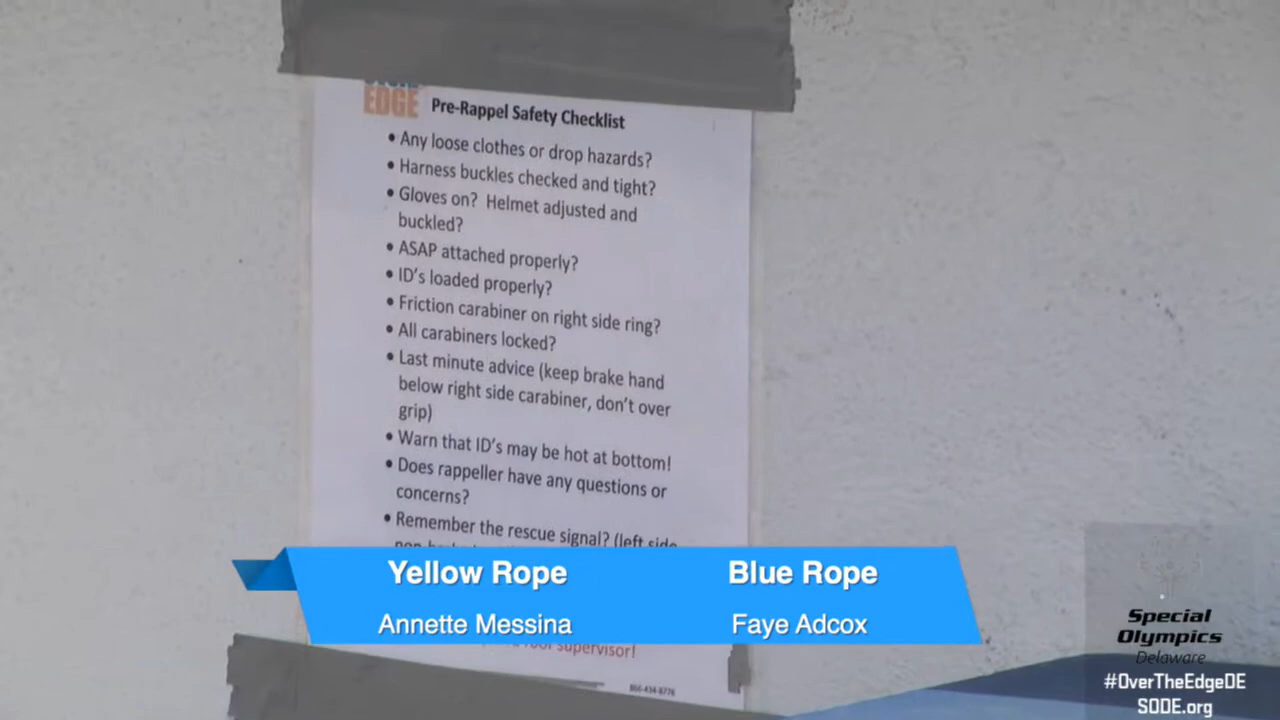 EDGE
Pre-Rappel Safety Checklist
• Any loose clothes or drop hazards?
• Harness buckles checked and tight?
• Gloves on? Helmet adjusted and
buckled?
• ASAP attached properly?
• ID's loaded properly?
• Friction carabiner on right side ring?
• All carabiners locked?
• Last minute advice (keep brake hand
below right side carabiner, don't over
grip)
• Warn that ID's may be hot at bottom!
• Does rappeller have any questions or
concerns?
• Remember the rescue signal? (left side
supervisor!
Yellow Rope
Annette Messina
Blue Rope
Faye Adcox
Special
Olympics
Delaware
#OverTheEdgeDE
SODE.org